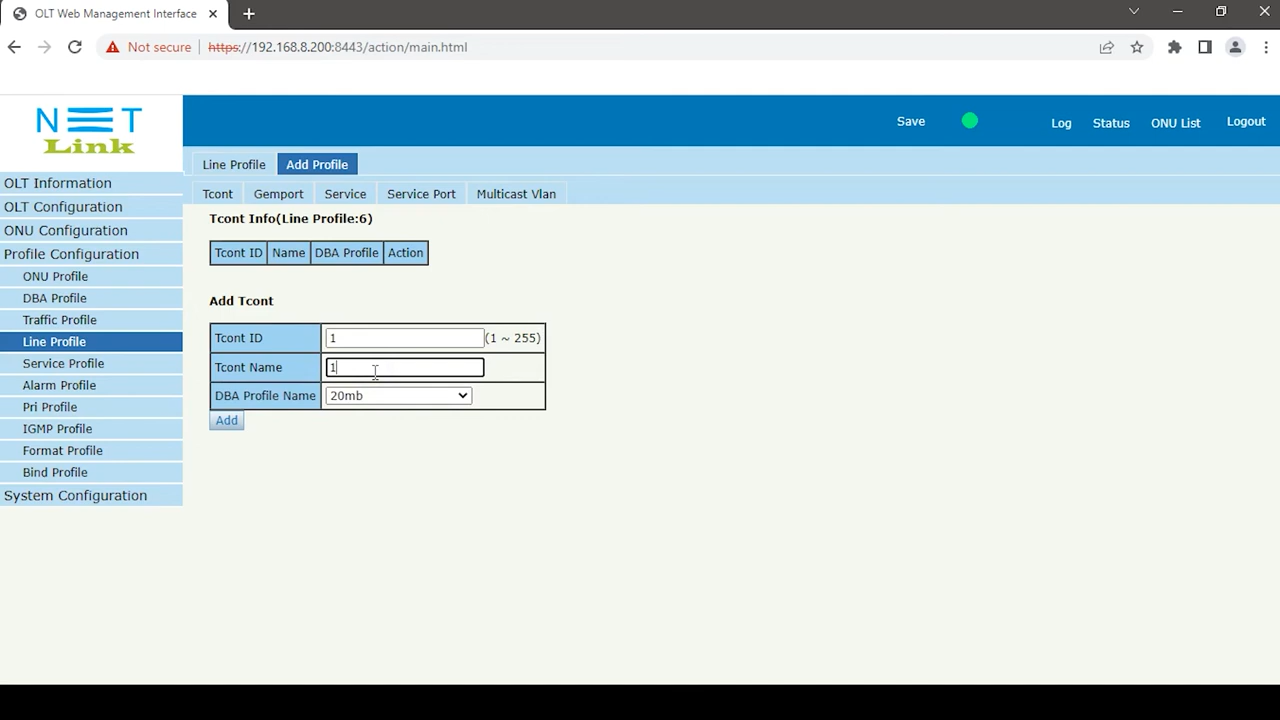 OLT Web Management Interface
Not secure https://192.168.8.200:8443/action/main.html
NET
Link
Save
Log
Status
ONU List
Logout
Line Profile
Add Profile
Tcont
Gemport
Service
Service Port
Multicast Vlan
OLT Information
OLT Configuration
ONU Configuration
Profile Configuration
ONU Profile
DBA Profile
Traffic Profile
Line Profile
Service Profile
Alarm Profile
Pri Profile
IGMP Profile
Format Profile
Bind Profile
System Configuration
Tcont Info(Line Profile:6)
Tcont ID Name DBA Profile Action
Add Tcont
Tcont ID 1 (1 ~ 255)
Tcont Name 1
DBA Profile Name 20mb
Add